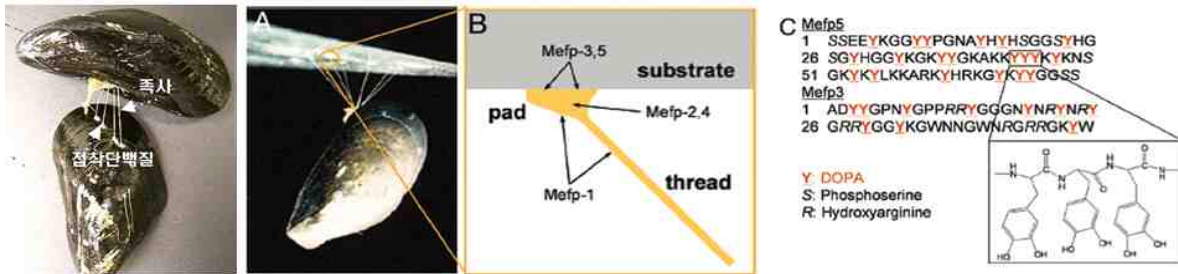 족사
접착단백질
A
B
Mefp-3,5
substrate
pad
Mefp-2,4
Mefp-1
thread
C
Mefp5
1 SSEEYKGGYYPGNAYHYHSGGSYHG
26 SGYHGGYKGKYYGKAKKYYYKYKNS
51 GKYKYLKKARKYHRKGYKYYGGSS
Mefp3
1 ADYYGPNYGPPRRYGGGNYNRYNRY
26 GRRYGGYKGWNNGWNRGRRGKYW
Y: DOPA
S: Phosphoserine
R: Hydroxyarginine
H N
O
H N
O
N H
O
H N
HO
OH
OH
OH
HO
OH